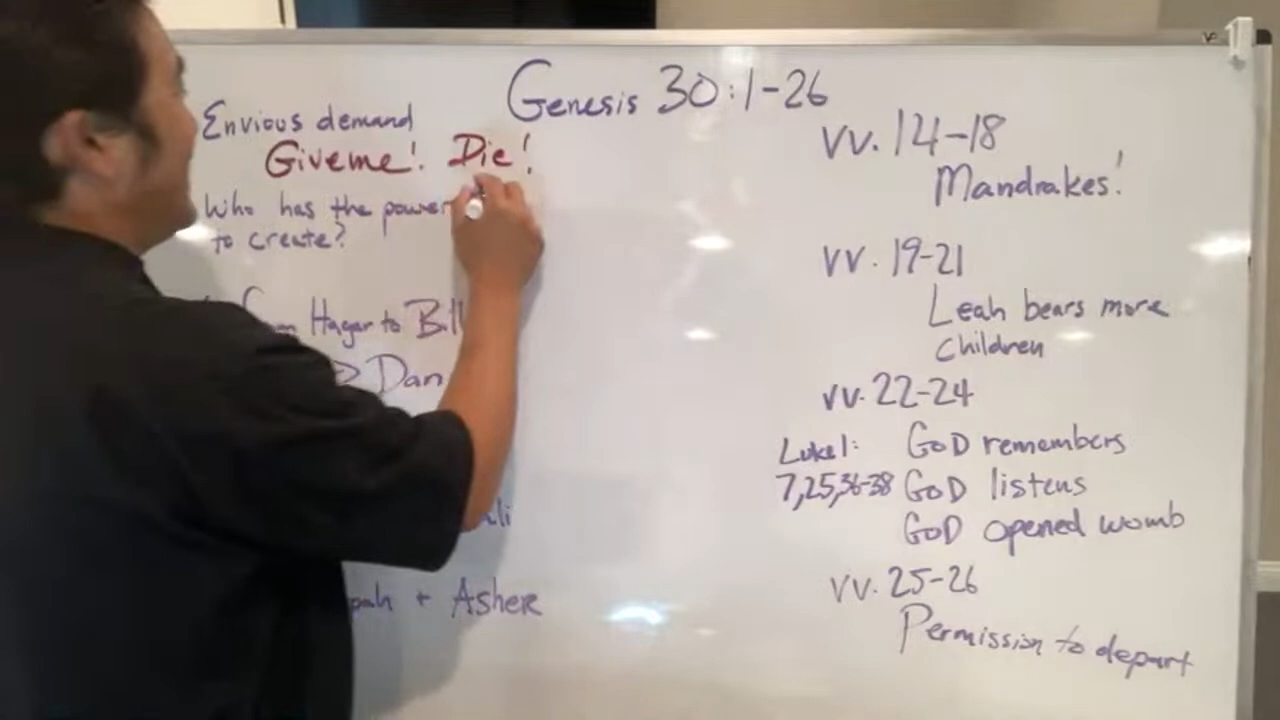 Genesis 30:1-26
Envious demand
Give me! Die!
Who has the power
to create?
Hagar to
Dan
+ Asher
vv. 14-18
Mandrakes!
vv. 19-21
Leah bears more
children
vv. 22-24
Luke 1: GOD remembers
7,25,36-38 GOD listens
GOD opened womb
vv. 25-26
Permission to depart